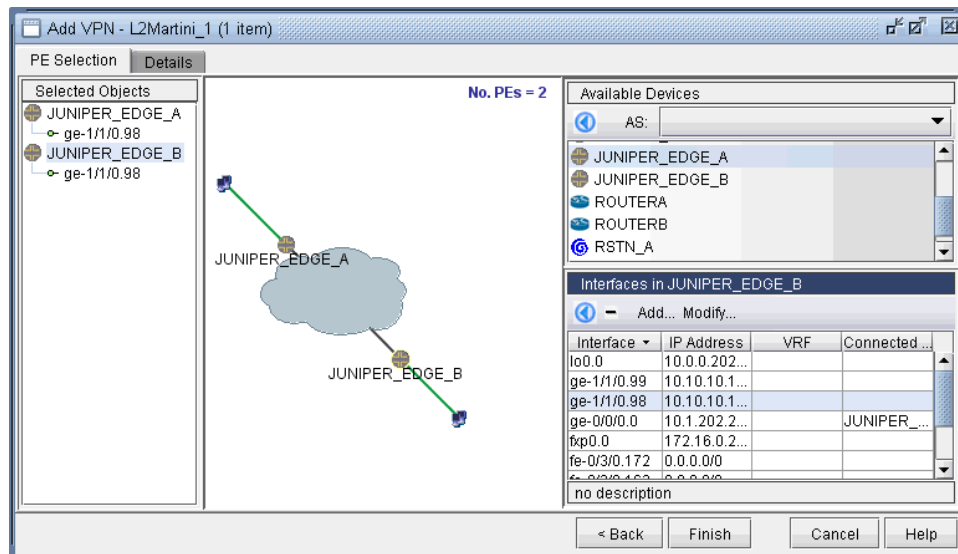 Add VPN - L2Martini_1 (1 item)
PE Selection
Details
Selected Objects
JUNIPER_EDGE_A
ge-1/1/0.98
JUNIPER_EDGE_B
ge-1/1/0.98
No. PEs = 2
JUNIPER_EDGE_A
JUNIPER_EDGE_B
Available Devices
AS:
JUNIPER_EDGE_A
JUNIPER_EDGE_B
ROUTERA
ROUTERB
RSTN_A
Interfaces in JUNIPER_EDGE_B
Add... Modify...
Interface IP Address VRF Connected ...
lo0.0 10.0.0.202...
ge-1/1/0.99 10.10.10.1...
ge-1/1/0.98 10.10.10.1...
ge-0/0/0.0 10.1.202.2... JUNIPER_...
fxp0.0 172.16.0.2...
fe-0/3/0.172 0.0.0.0/0
no description
< Back Finish Cancel Help